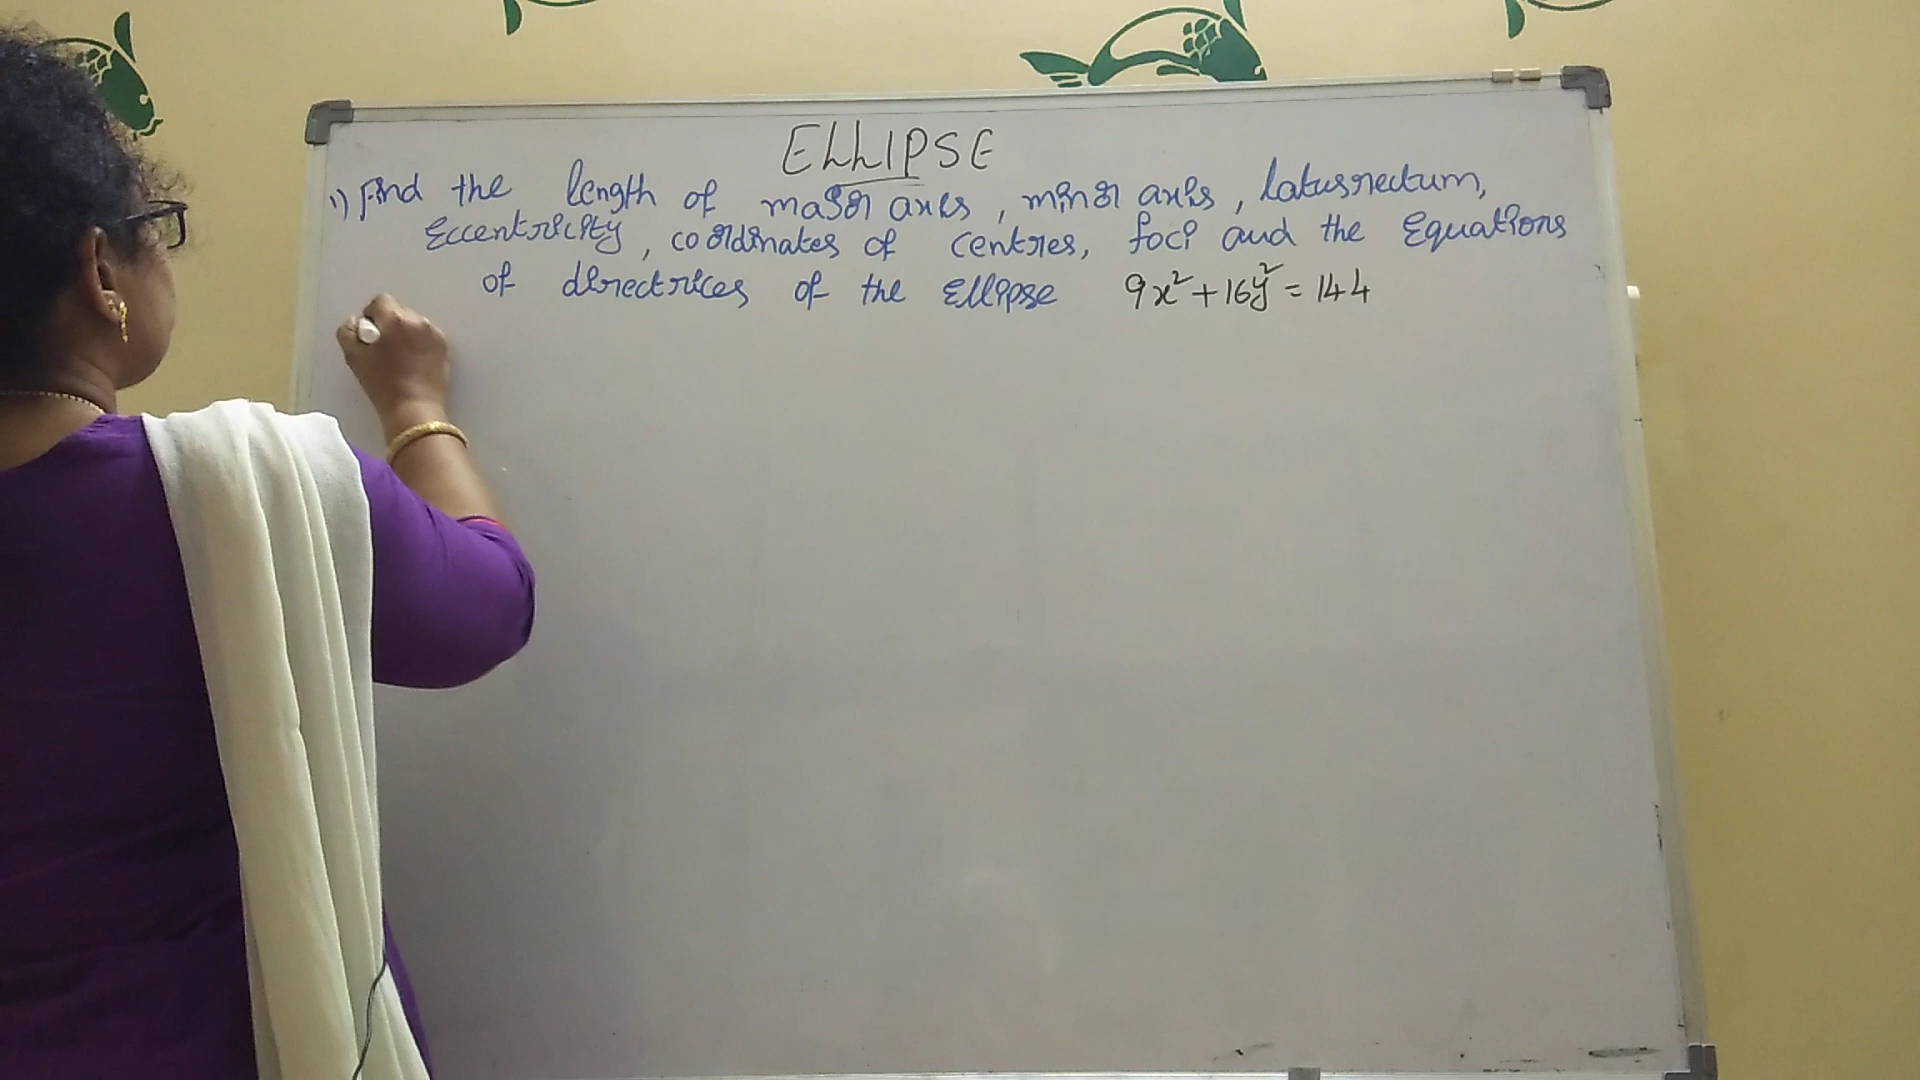 ELLIPSE
1) Find the length of major axis, minor axis, latusrectum,
Eccentricity, coordinates of centres, foci and the Equations
of directrices of the Ellipse 9x² + 16y² = 144